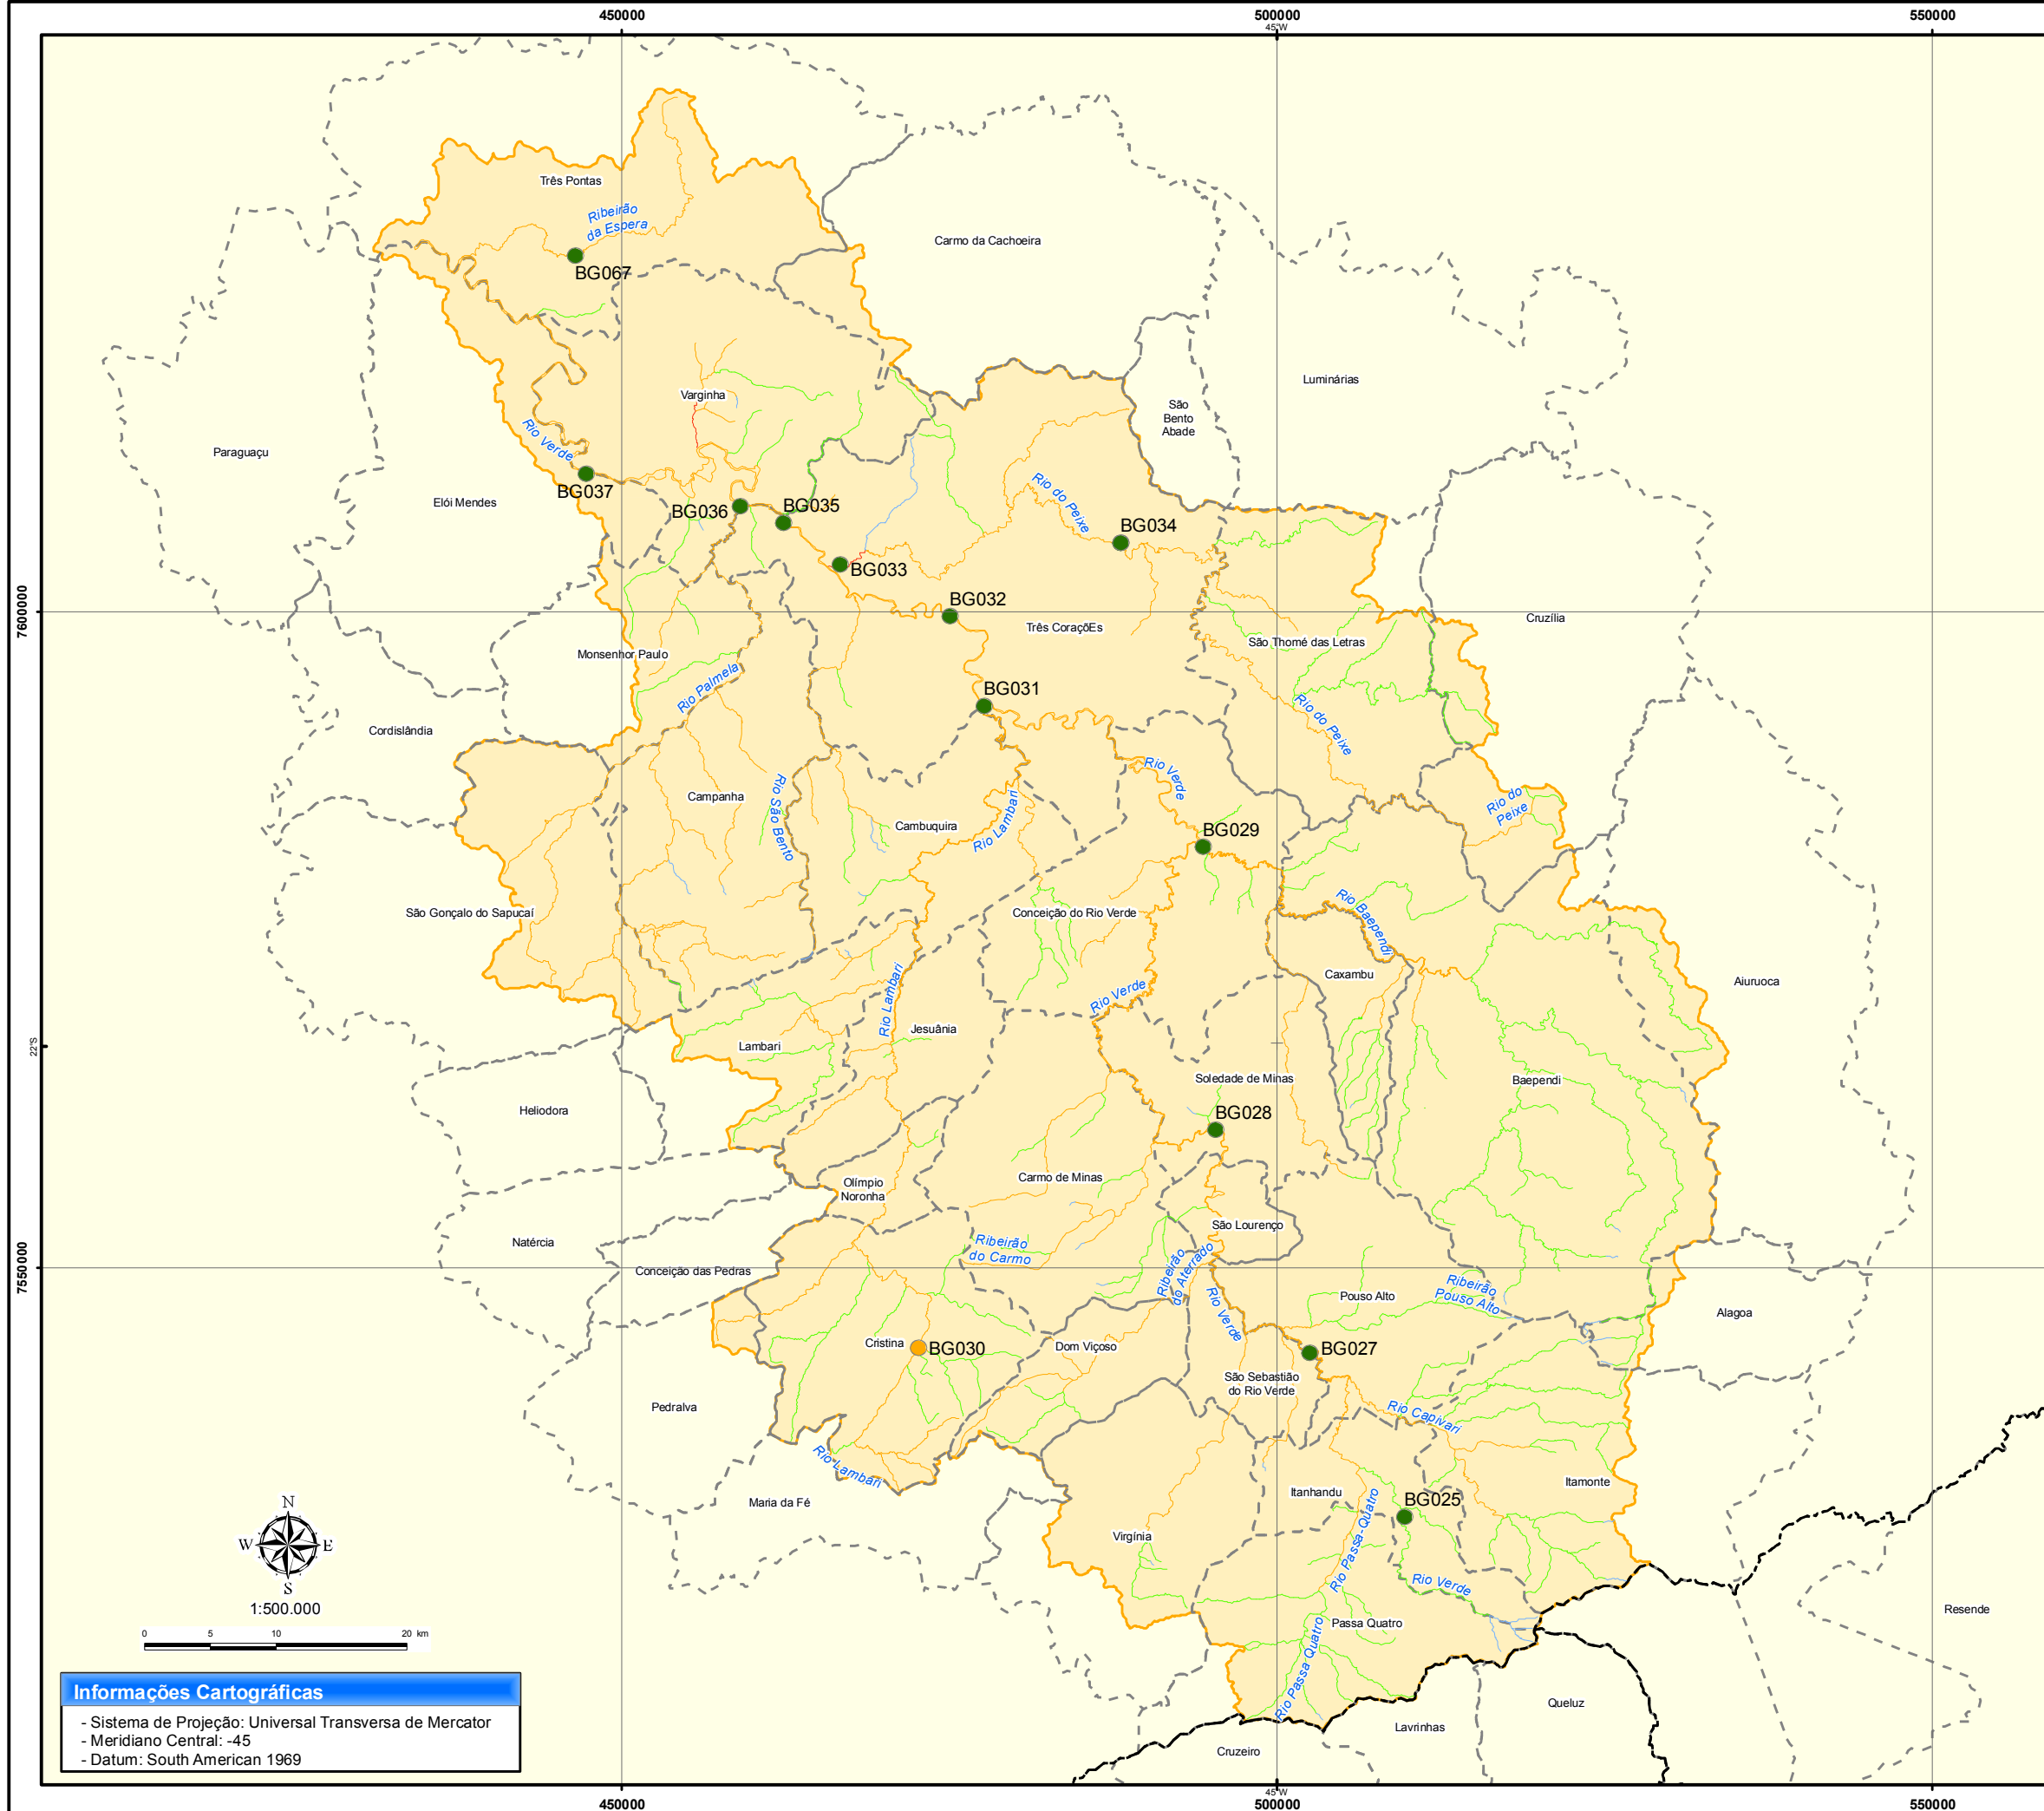 450000
500000
550000
45°W
Três Pontas
Ribeirão
da Espera
Carmo da Cachoeira
BG067
Luminárias
Varginha
São
Bento
Abade
Rio Verde
Paraguaçu
BG037
Elói Mendes
Rio do Peixe
BG036
BG035
BG034
BG033
7600000
BG032
Três CoraçõEs
Cruzília
São Thomé das Letras
Monsenhor Paulo
Rio Palmela
BG031
Rio do Peixe
Cordislândia
Rio Verde
Campanha
Rio São Bento
Cambuquira
Rio Lambari
Rio do
Peixe
BG029
São Gonçalo do Sapucaí
Conceição do Rio Verde
Rio Baependi
Caxambu
Aiuruoca
Rio Verde
Rio Lambari
Jesuânia
22°S
Lambari
Soledade de Minas
Baependi
Heliodora
BG028
Carmo de Minas
Olímpio
Noronha
São Lourenço
Natércia
Ribeirão
do Carmo
Ribeirão
do Aterrado
7550000
Conceição das Pedras
Rio Verde
Pouso Alto
Ribeirão
Pouso Alto
Alagoa
Cristina
BG030
Dom Viçoso
BG027
São Sebastião
do Rio Verde
Pedralva
Rio Capivari
Rio Lambari
Itamonte
Itanhandu
BG025
Maria da Fé
Virgínia
Rio Passa-Quatro
Rio Verde
N
W
E
S
1:500.000
Passa Quatro
Resende
0
5
10
20 km
Rio Passa Quatro
Informações Cartográficas
- Sistema de Projeção: Universal Transversa de Mercator
- Meridiano Central: -45
- Datum: South American 1969
Queluz
Lavrinhas
Cruzeiro
45°W
450000
500000
550000